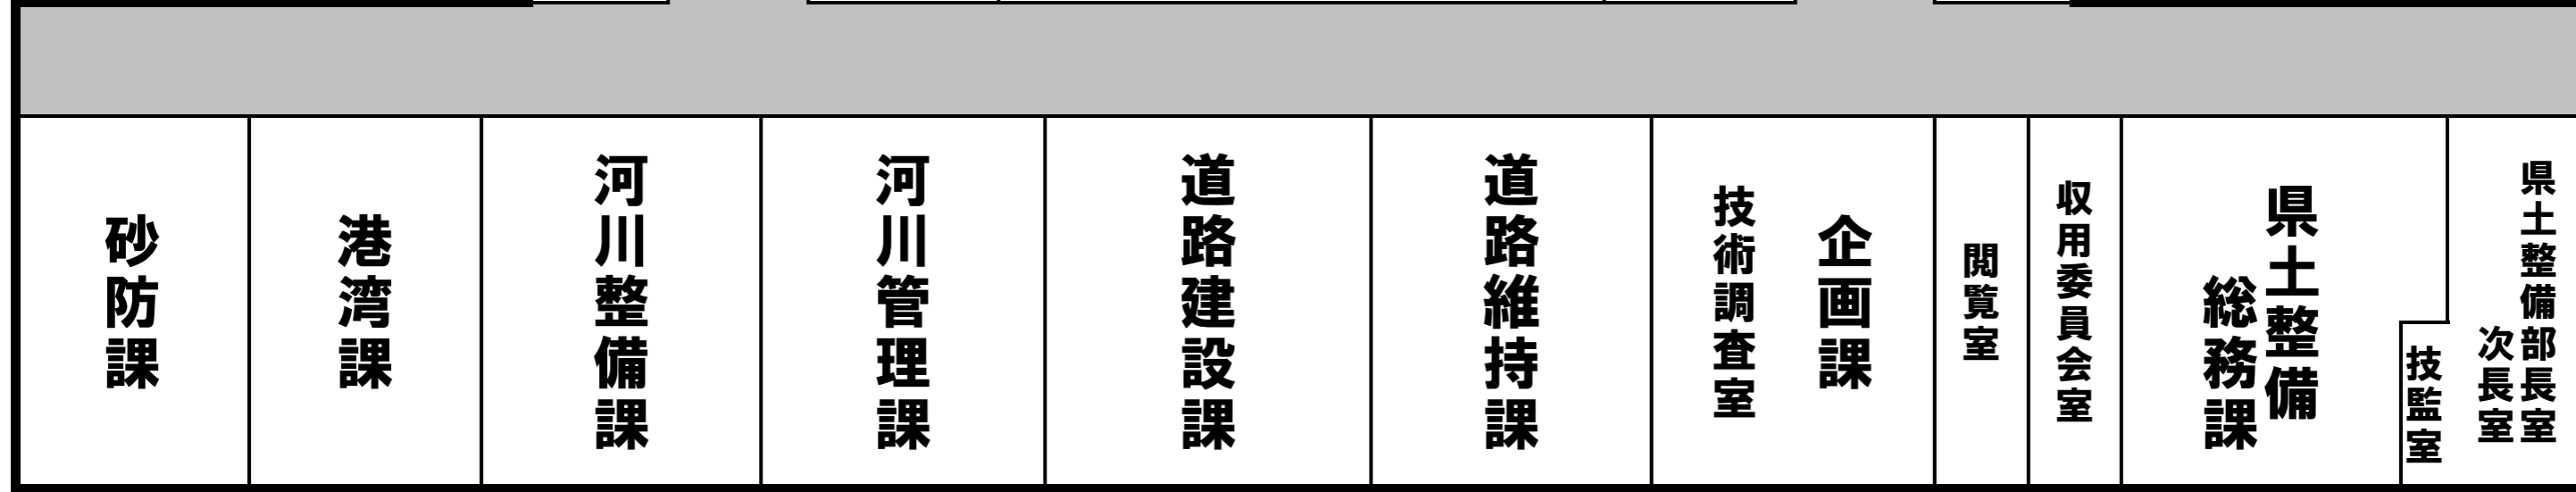 県土整備部長室
次長室
技監室
県土整備
総務課
収用委員会室
閲覧室
企画課
技術調査室
道路維持課
道路建設課
河川管理課
河川整備課
港湾課
砂防課